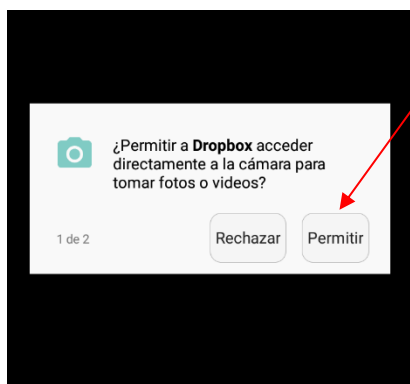 ¿Permitir a Dropbox acceder
directamente a la cámara para
tomar fotos o videos?
1 de 2
Rechazar
Permitir